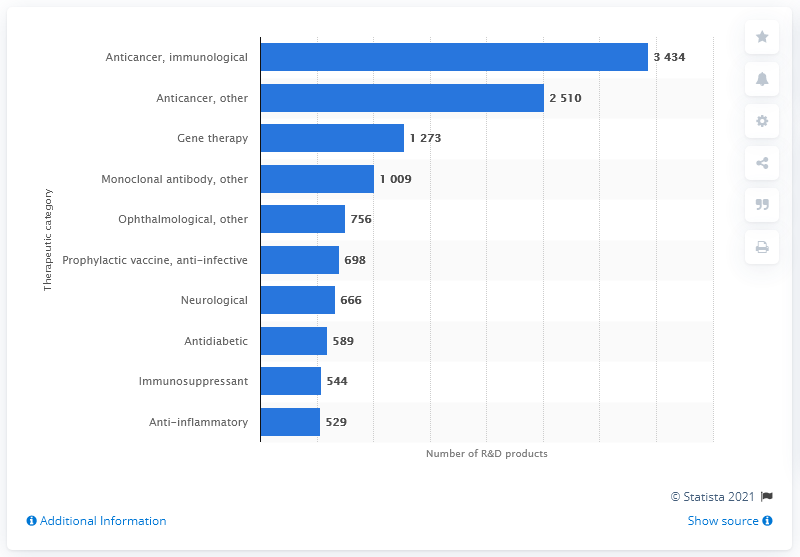 Anticancer, immunological 3 434
Anticancer, other 2 510
Gene therapy 1 273
Monoclonal antibody, other 1 009
Ophthalmological, other 756
Prophylactic vaccine, anti-infective 698
Neurological 666
Antidiabetic 589
Immunosuppressant 544
Anti-inflammatory 529
Therapeutic category
Number of R&D products
© Statista 2021
Additional Information
Show source